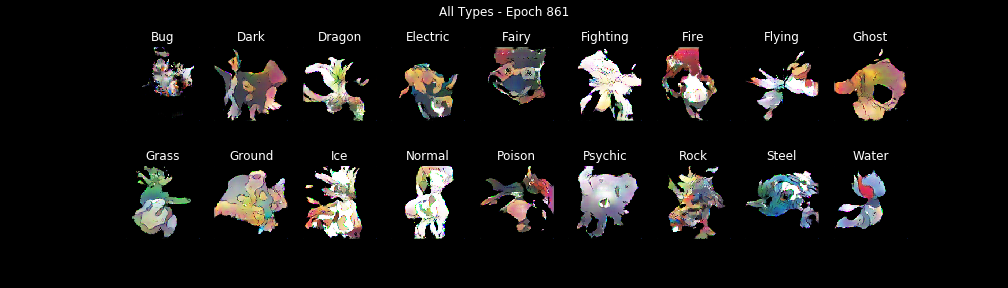 All Types - Epoch 861
Bug Dark Dragon Electric Fairy Fighting Fire Flying Ghost
Grass Ground Ice Normal Poison Psychic Rock Steel Water